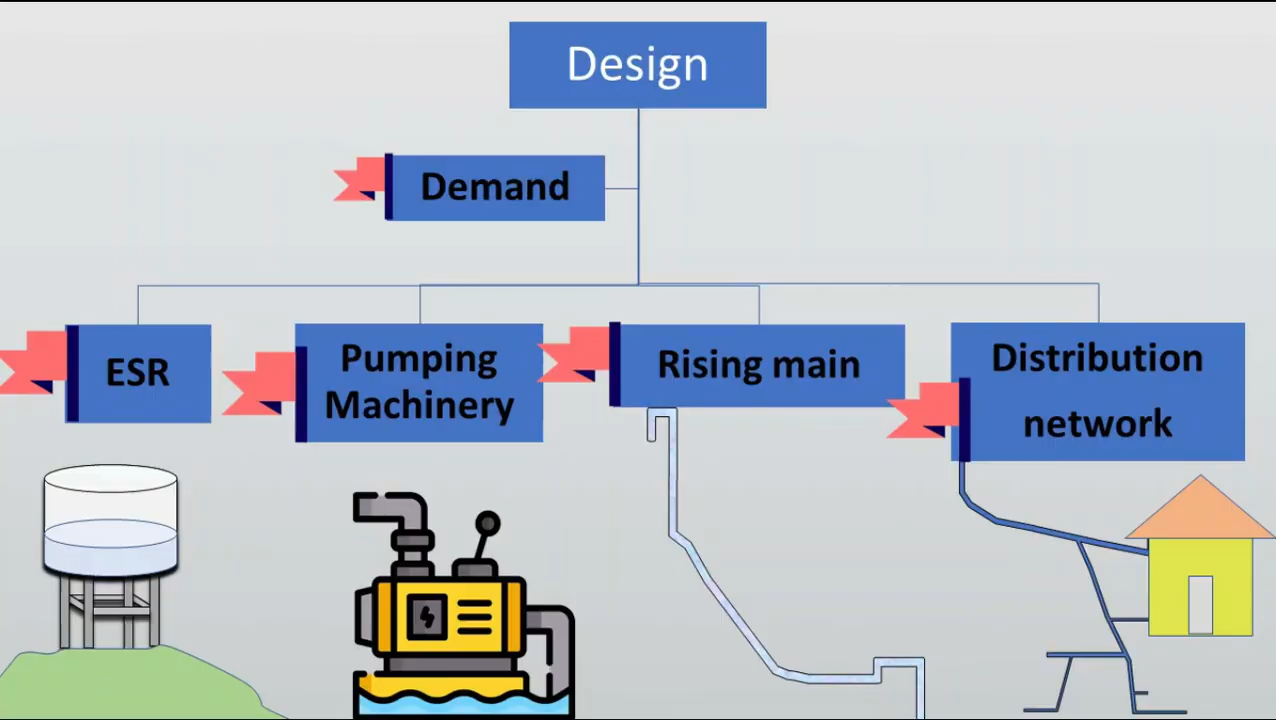 Design
Demand
ESR
Pumping
Machinery
Rising main
Distribution
network